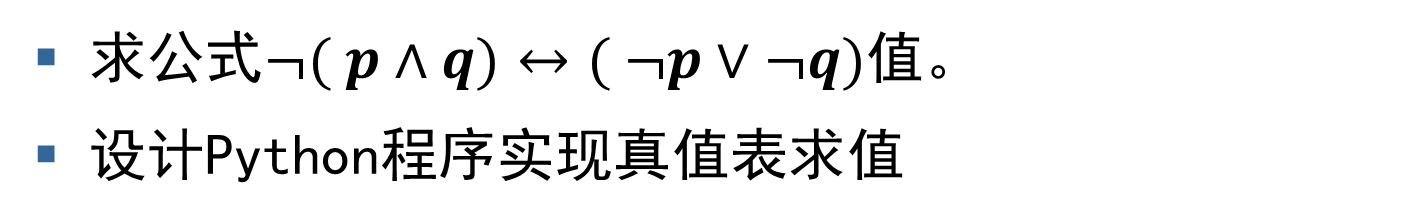 ▪ 求公式¬( p ∧ q) ↔ ( ¬p ∨ ¬q)值。
▪ 设计Python程序实现真值表求值